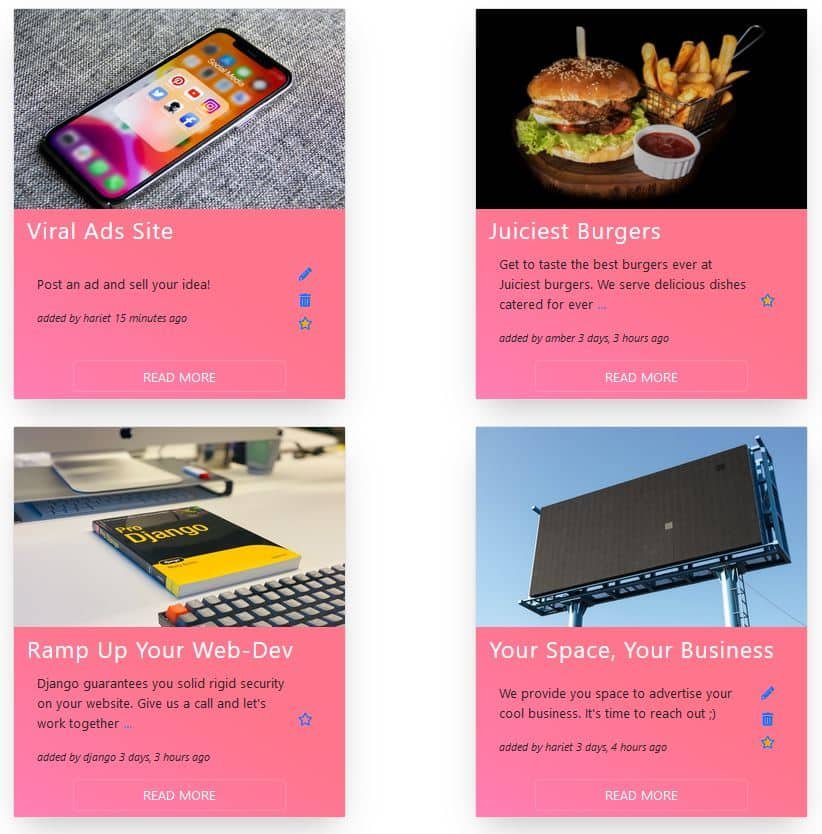 Social Media
Viral Ads Site
Post an ad and sell your idea!
added by hariet 15 minutes ago
READ MORE
Juiciest Burgers
Get to taste the best burgers ever at
Juiciest burgers. We serve delicious dishes
catered for ever ...
added by amber 3 days, 3 hours ago
READ MORE
Pro
Django
Ramp Up Your Web-Dev
Django guarantees you solid rigid security
on your website. Give us a call and let's
work together ...
added by django 3 days, 3 hours ago
READ MORE
Your Space, Your Business
We provide you space to advertise your
cool business. It's time to reach out ;)
added by hariet 3 days, 4 hours ago
READ MORE